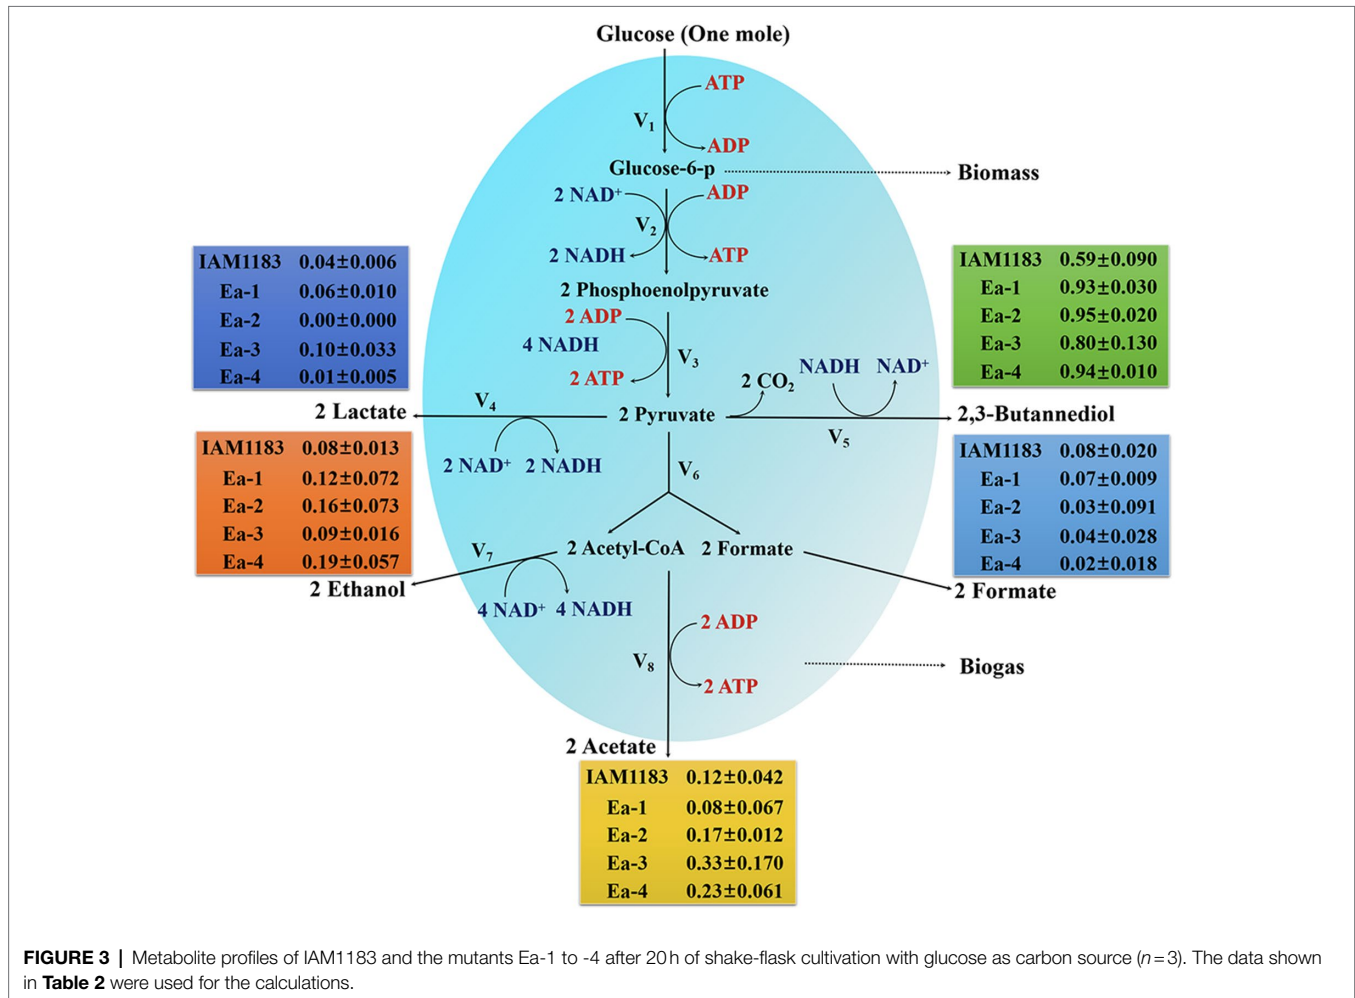 Glucose (One mole)
ATP
V1
ADP
Glucose-6-p
Biomass
2 NAD+
ADP
V2
2 NADH
ATP
IAM1183 0.04±0.006
Ea-1 0.06±0.010
Ea-2 0.00±0.000
Ea-3 0.10±0.033
Ea-4 0.01±0.005
IAM1183 0.59±0.090
Ea-1 0.93±0.030
Ea-2 0.95±0.020
Ea-3 0.80±0.130
Ea-4 0.94±0.010
2 Phosphoenolpyruvate
2 ADP
4 NADH
V3
2 ATP
2 CO2
NADH NAD+
2 Lactate
V4
2 Pyruvate
2,3-Butannediol
V5
2 NAD+ 2 NADH
V6
IAM1183 0.08±0.013
Ea-1 0.12±0.072
Ea-2 0.16±0.073
Ea-3 0.09±0.016
Ea-4 0.19±0.057
IAM1183 0.08±0.020
Ea-1 0.07±0.009
Ea-2 0.03±0.091
Ea-3 0.04±0.028
Ea-4 0.02±0.018
V7
2 Acetyl-CoA 2 Formate
2 Ethanol
2 Formate
4 NAD+ 4 NADH
2 ADP
V8
2 ATP
Biogas
2 Acetate
IAM1183 0.12±0.042
Ea-1 0.08±0.067
Ea-2 0.17±0.012
Ea-3 0.33±0.170
Ea-4 0.23±0.061
FIGURE 3 | Metabolite profiles of IAM1183 and the mutants Ea-1 to -4 after 20 h of shake-flask cultivation with glucose as carbon source (n = 3). The data shown
in Table 2 were used for the calculations.